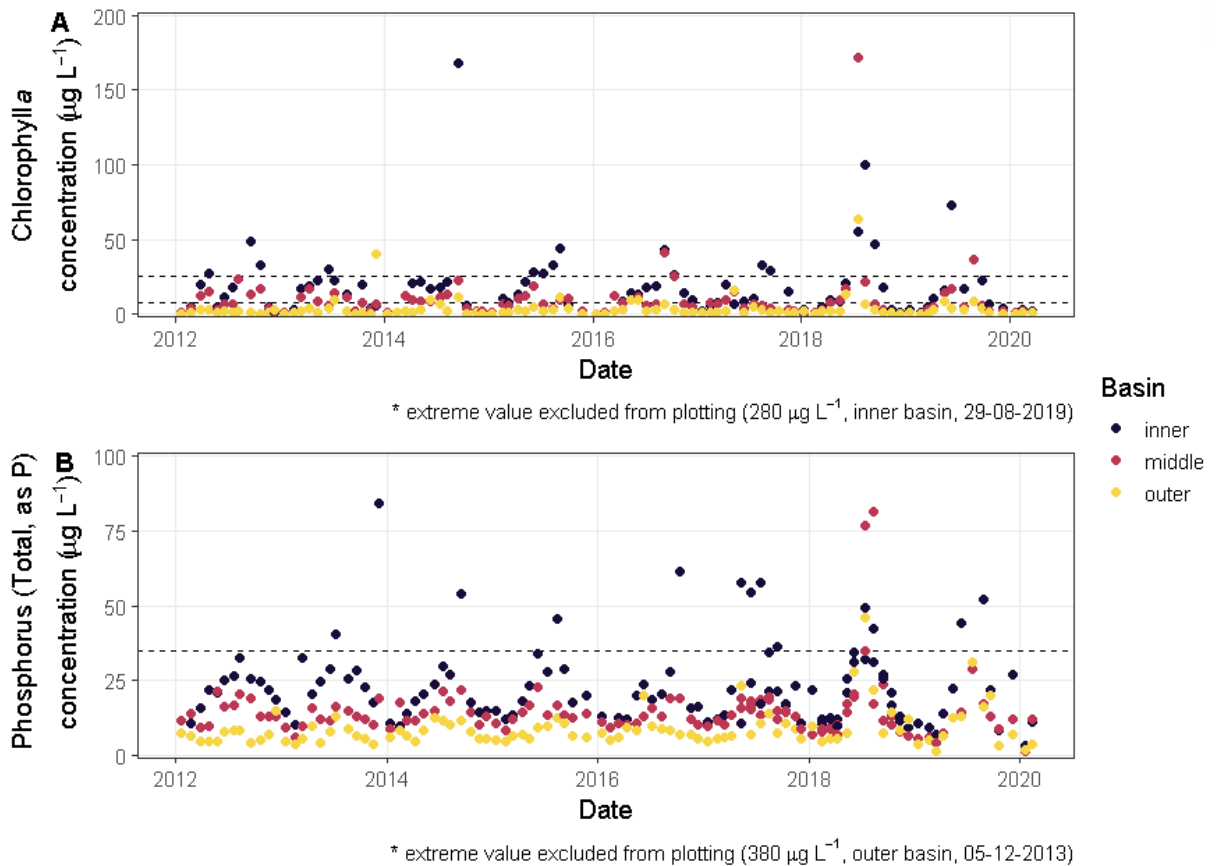 A
Chlorophyll a
concentration (µg L⁻¹)
200
150
100
50
0
2012 2014 2016 2018 2020
Date
* extreme value excluded from plotting (280 µg L⁻¹, inner basin, 29-08-2019)
Basin
inner
middle
outer
B
Phosphorus (Total, as P)
concentration (µg L⁻¹)
100
75
50
25
0
2012 2014 2016 2018 2020
Date
* extreme value excluded from plotting (380 µg L⁻¹, outer basin, 05-12-2013)